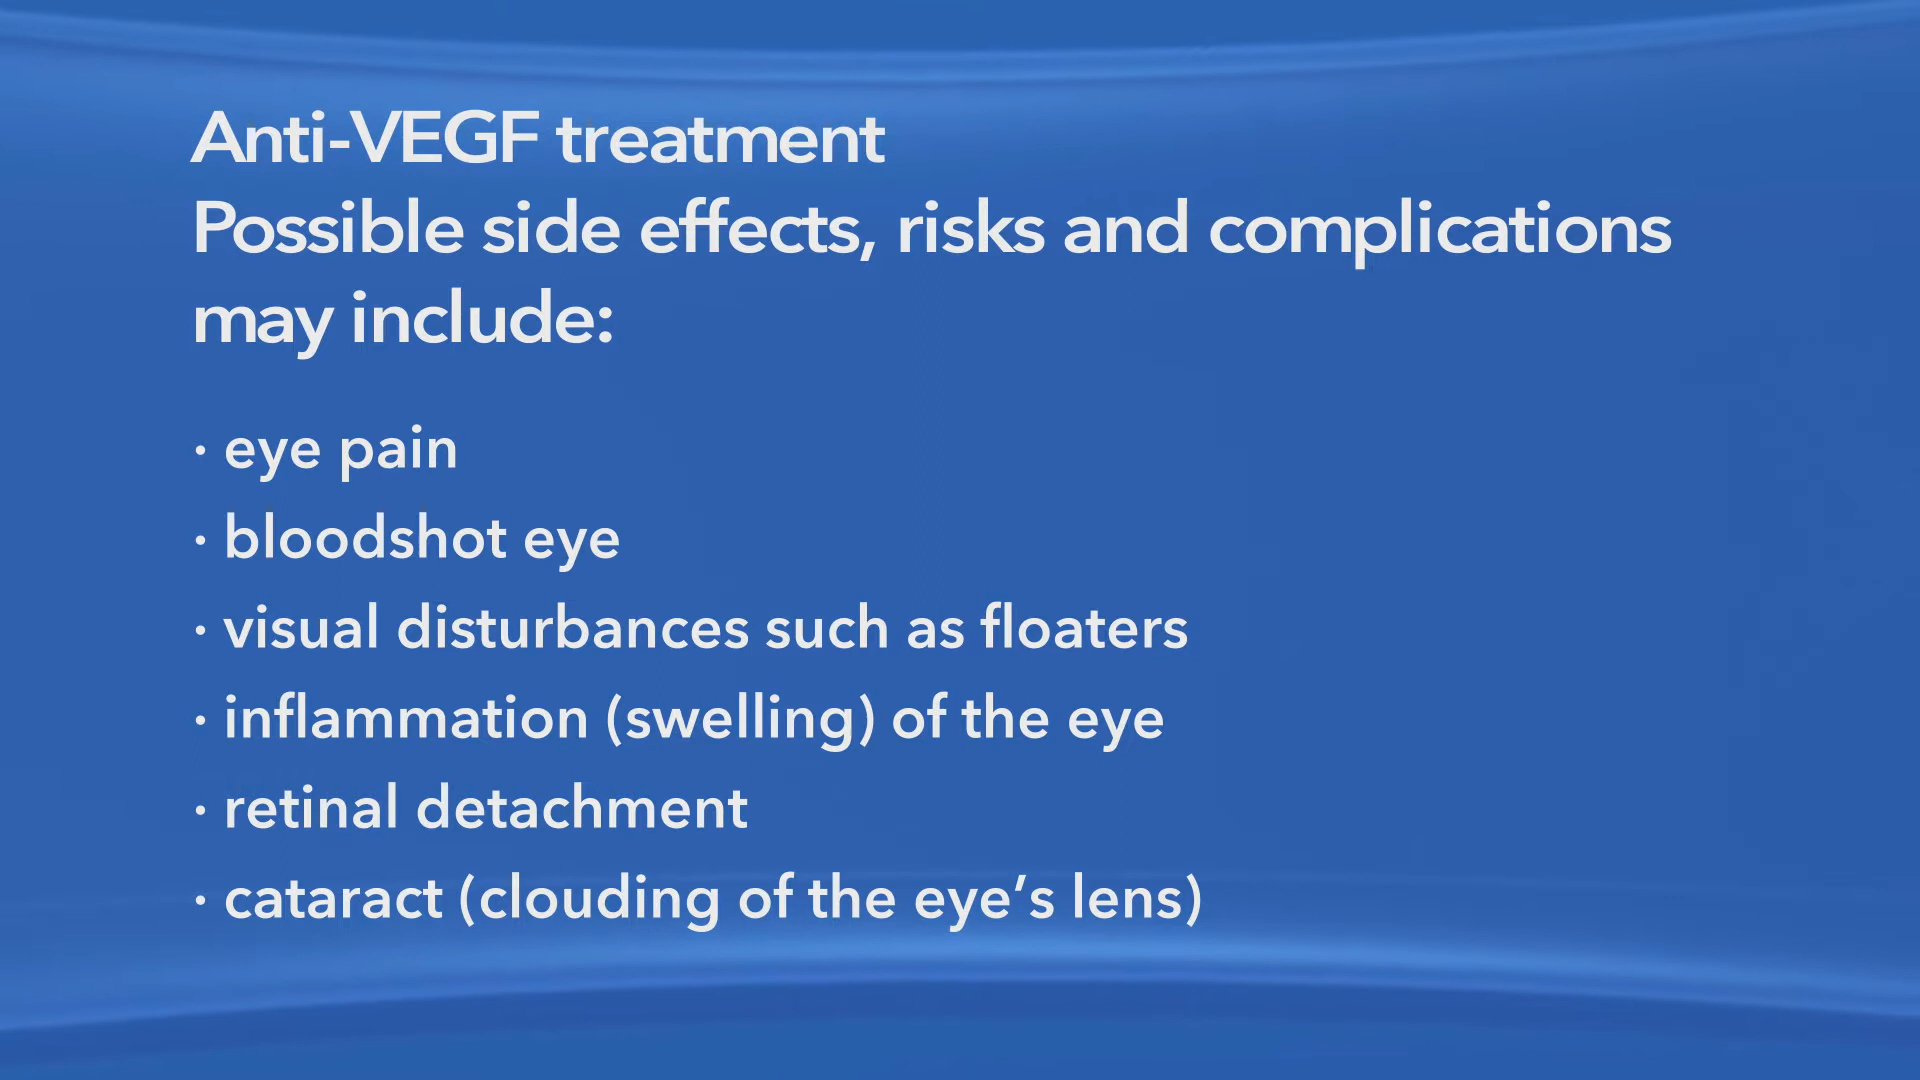 Anti-VEGF treatment
Possible side effects, risks and complications
may include:
· eye pain
· bloodshot eye
· visual disturbances such as floaters
· inflammation (swelling) of the eye
· retinal detachment
· cataract (clouding of the eye’s lens)